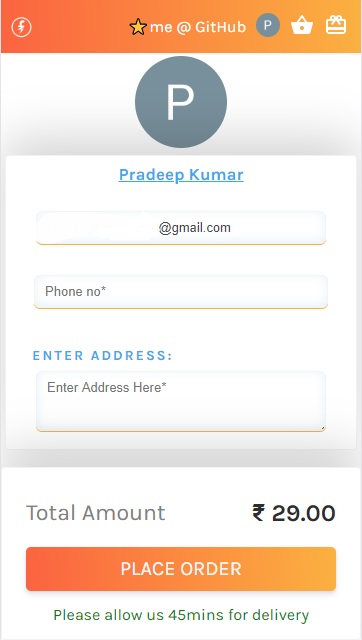 me @ GitHub P
P
Pradeep Kumar
@gmail.com
Phone no*
ENTER ADDRESS:
Enter Address Here*
Total Amount ₹ 29.00
PLACE ORDER
Please allow us 45mins for delivery